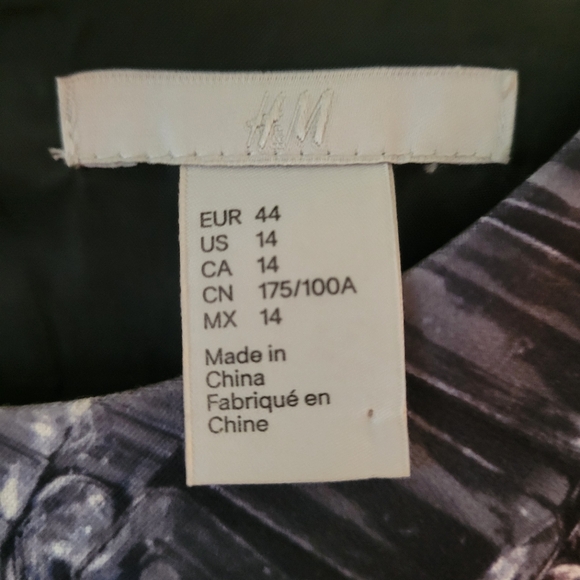 H&M
EUR 44
US 14
CA 14
CN 175/100A
MX 14
Made in
China
Fabriqué en
Chine